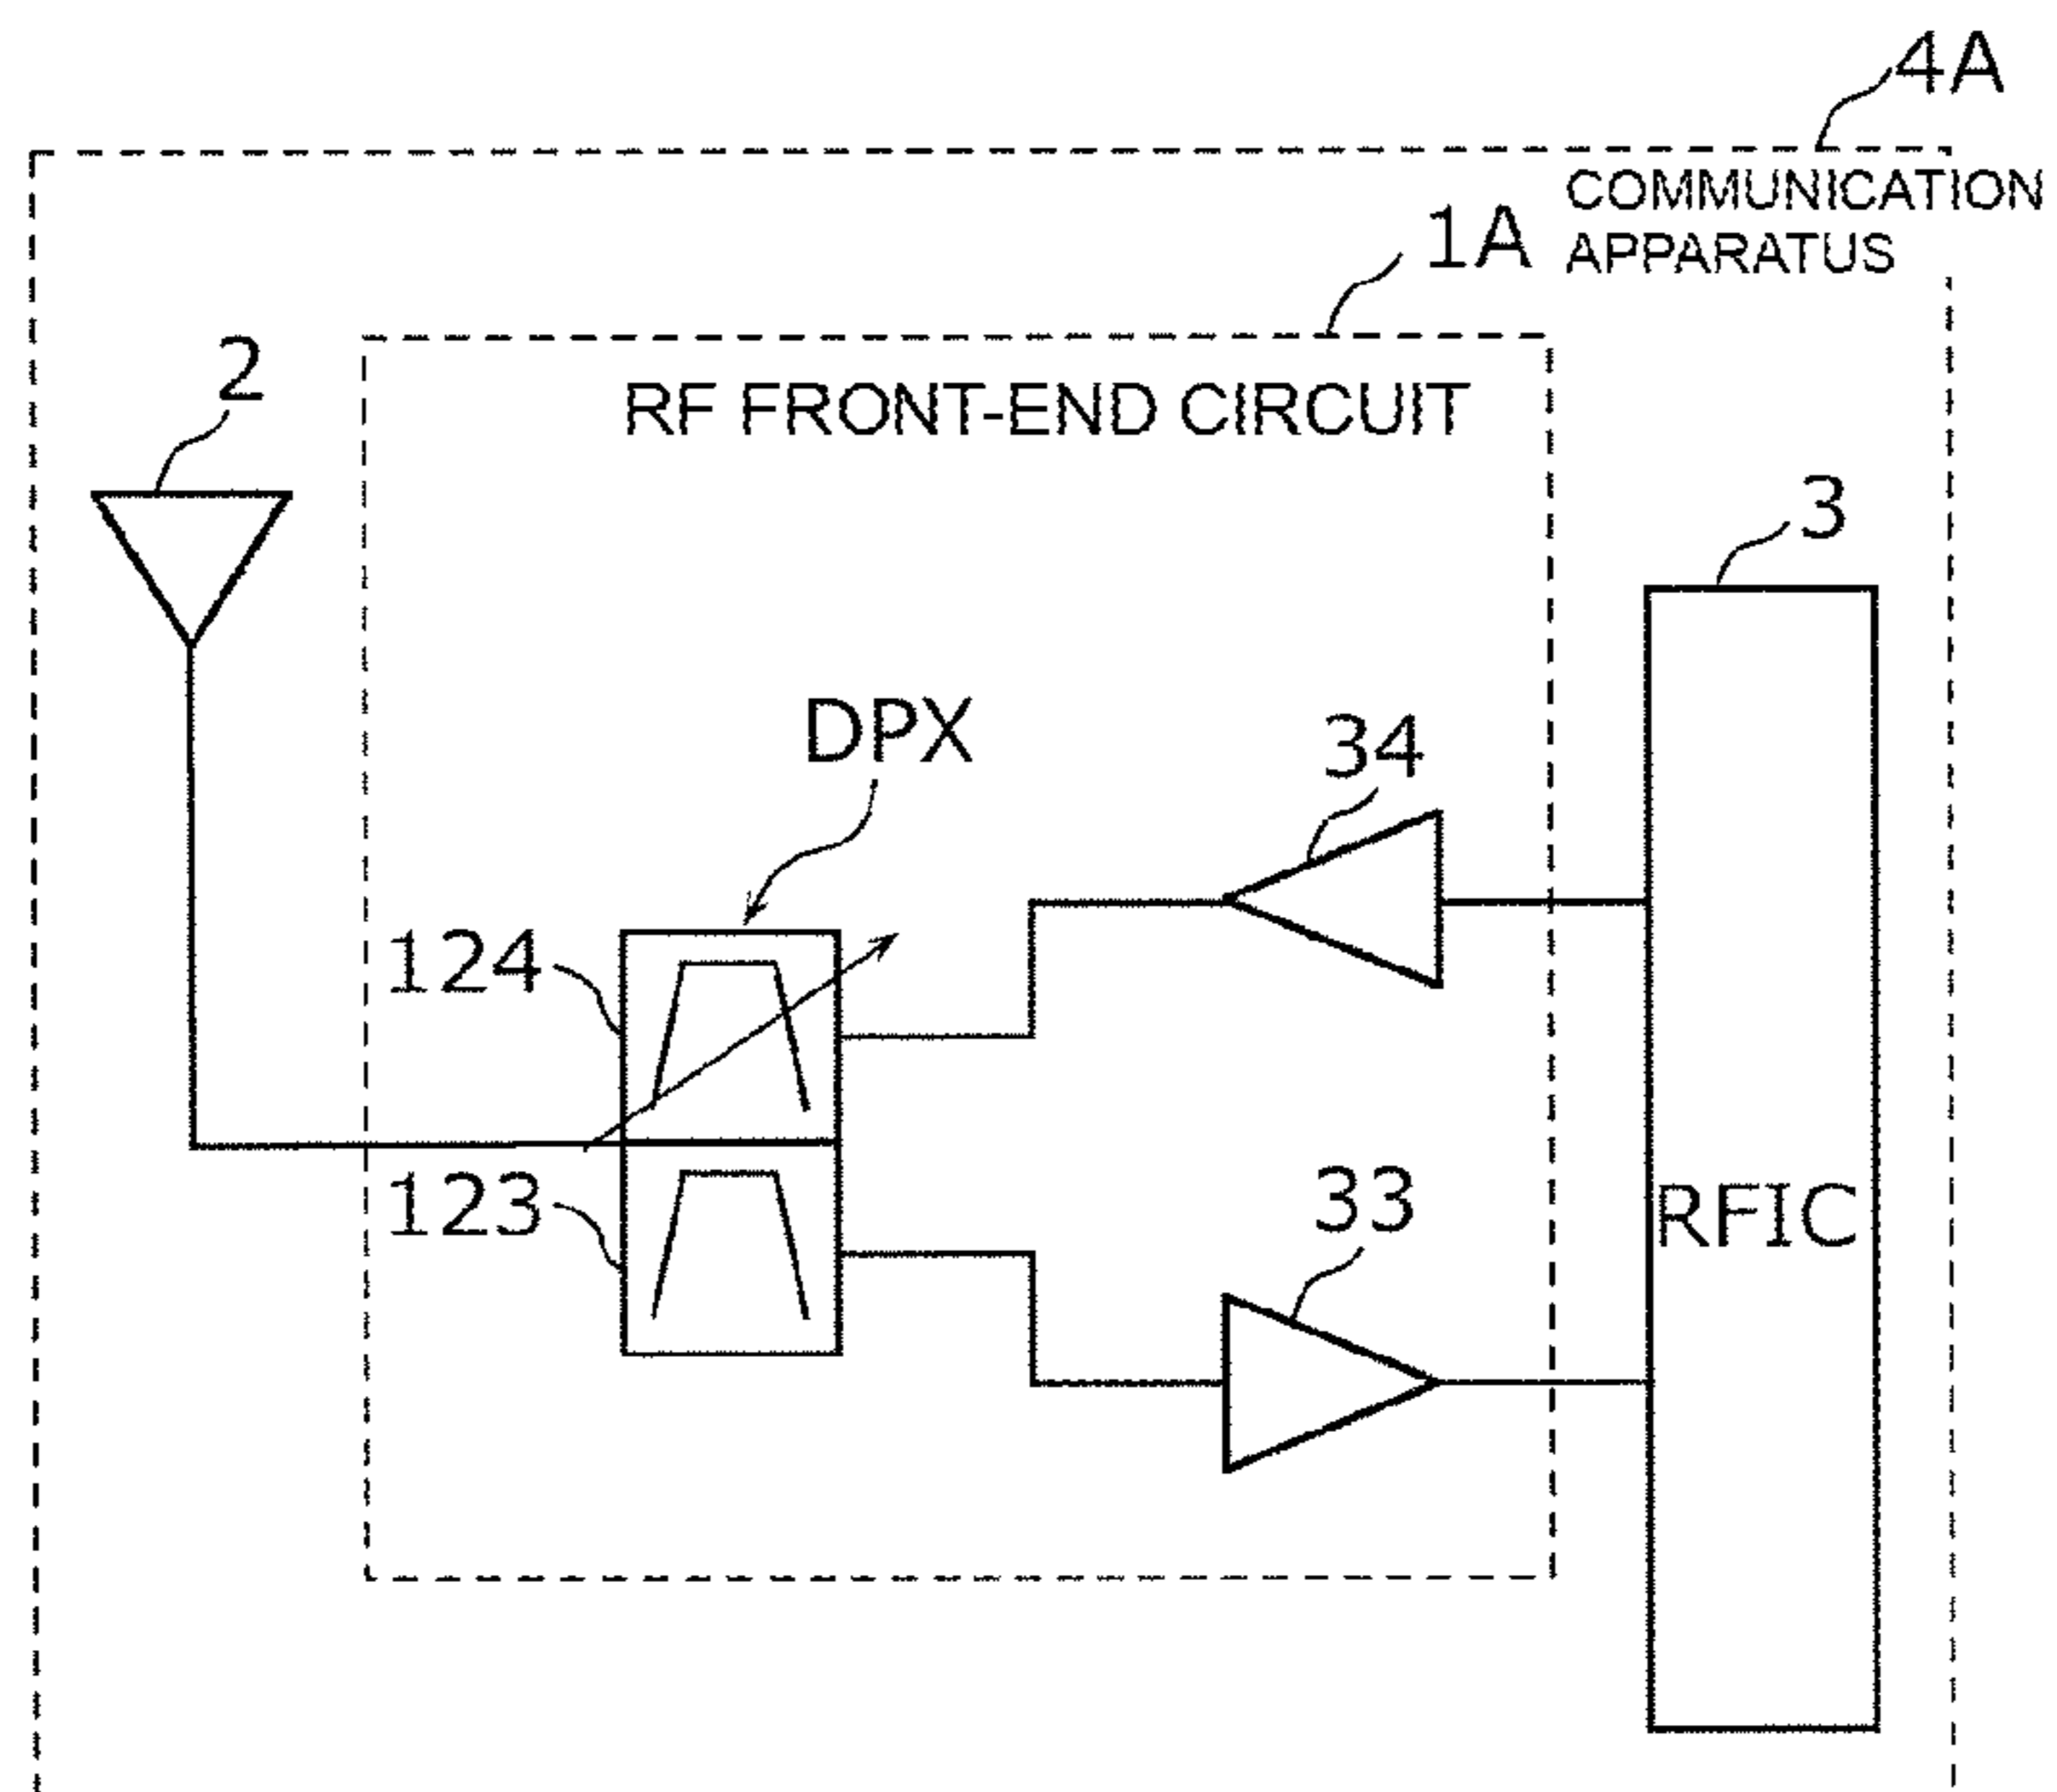 4A
COMMUNICATION
APPARATUS
1A
2
RF FRONT-END CIRCUIT
3
DPX
34
124
123
33
RFIC